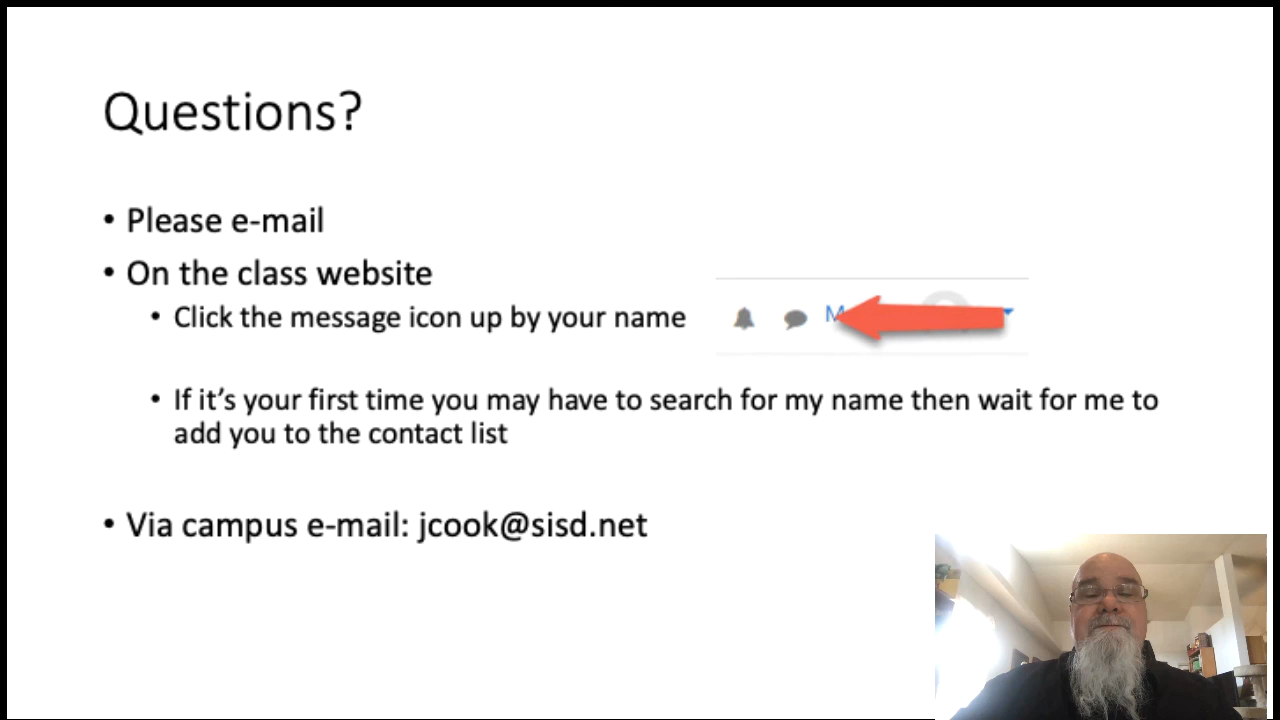 Questions?
• Please e-mail
• On the class website
• Click the message icon up by your name
M
• If it's your first time you may have to search for my name then wait for me to
add you to the contact list
• Via campus e-mail: jcook@sisd.net